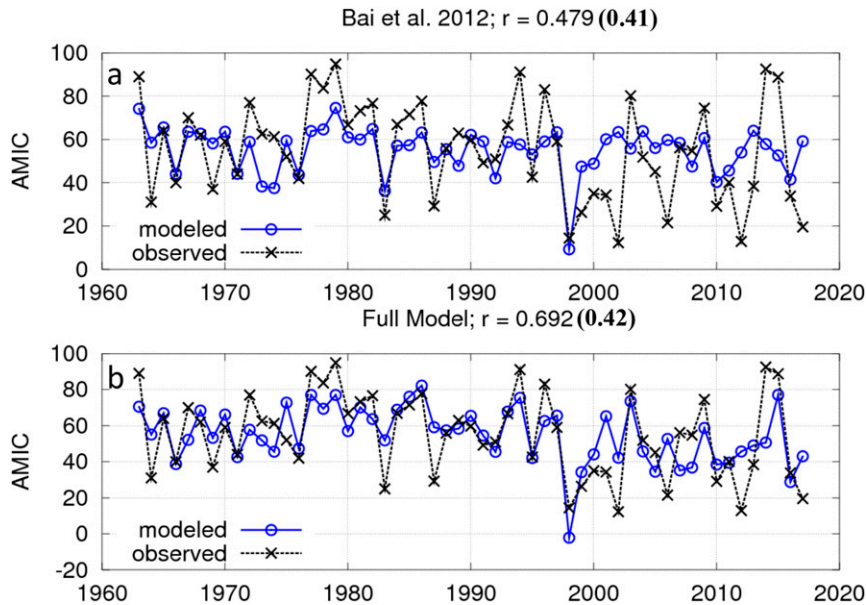 Bai et al. 2012; r = 0.479 (0.41)
a
100
80
60
40
20
0
AMIC
modeled
observed
1960 1970 1980 1990 2000 2010 2020
Full Model; r = 0.692 (0.42)
b
100
80
60
40
20
0
-20
AMIC
modeled
observed
1960 1970 1980 1990 2000 2010 2020